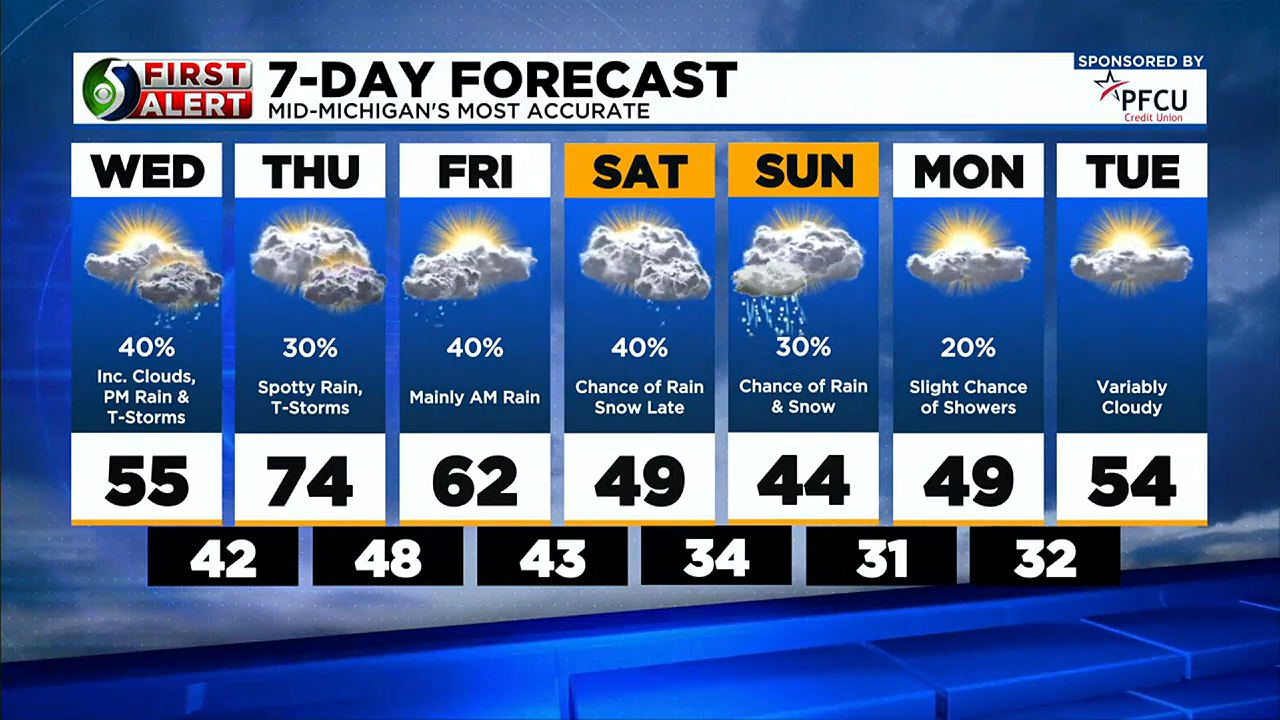 5 FIRST
ALERT
7-DAY FORECAST
MID-MICHIGAN'S MOST ACCURATE
SPONSORED BY
PFCU
Credit Union
WED
40%
Inc. Clouds,
PM Rain &
T-Storms
55
THU
30%
Spotty Rain,
T-Storms
74
FRI
40%
Mainly AM Rain
62
SAT
40%
Chance of Rain
Snow Late
49
SUN
30%
Chance of Rain
& Snow
44
MON
20%
Slight Chance
of Showers
49
TUE
Variably
Cloudy
54
42
48
43
34
31
32